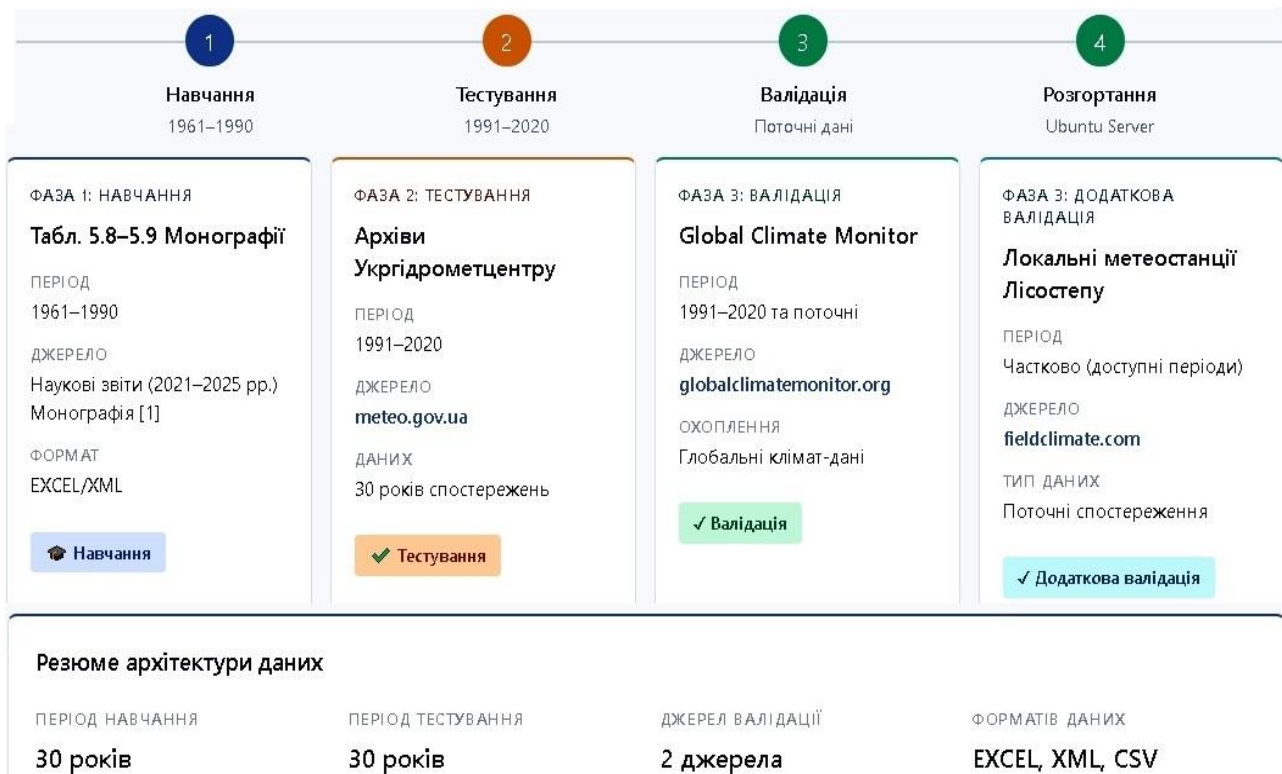 1
Навчання
1961–1990
2
Тестування
1991–2020
3
Валідація
Поточні дані
4
Розгортання
Ubuntu Server
ФАЗА 1: НАВЧАННЯ
Табл. 5.8–5.9 Монографії
ПЕРІОД
1961–1990
ДЖЕРЕЛО
Наукові звіти (2021–2025 рр.)
Монографія [1]
ФОРМАТ
EXCEL/XML
Навчання
ФАЗА 2: ТЕСТУВАННЯ
Архіви
Укргідрометцентру
ПЕРІОД
1991–2020
ДЖЕРЕЛО
meteo.gov.ua
ДАНИХ
30 років спостережень
✔ Тестування
ФАЗА 3: ВАЛІДАЦІЯ
Global Climate Monitor
ПЕРІОД
1991–2020 та поточні
ДЖЕРЕЛО
globalclimatemonitor.org
ОХОПЛЕННЯ
Глобальні клімат-дані
✓ Валідація
ФАЗА 3: ДОДАТКОВА
ВАЛІДАЦІЯ
Локальні метеостанції
Лісостепу
ПЕРІОД
Частково (доступні періоди)
ДЖЕРЕЛО
fieldclimate.com
ТИП ДАНИХ
Поточні спостереження
✓ Додаткова валідація
Резюме архітектури даних
ПЕРІОД НАВЧАННЯ
30 років
ПЕРІОД ТЕСТУВАННЯ
30 років
ДЖЕРЕЛ ВАЛІДАЦІЇ
2 джерела
ФОРМАТІВ ДАНИХ
EXCEL, XML, CSV